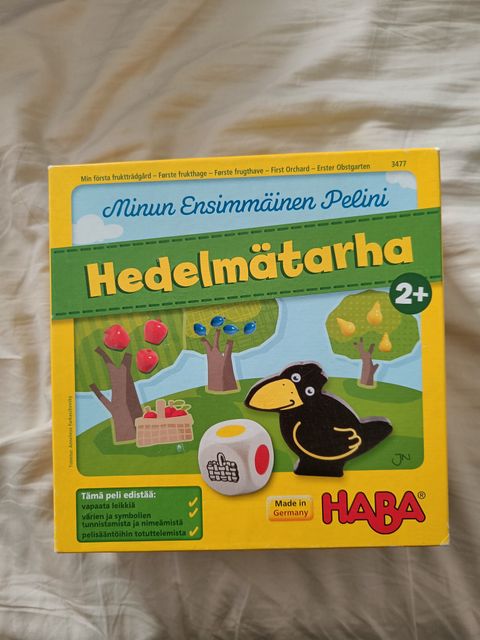 Min första fruktträdgård – Første frukthage – Første frugthave – First Orchard – Erster Obstgarten
3477
Minun Ensimmäinen Pelini
Hedelmätarha
2+
JN
Tämä peli edistää:
vapaata leikkiä
värien ja symbolien
tunnistamista ja nimeämistä
pelisääntöihin totuttelemista
Made in
Germany
HABA®